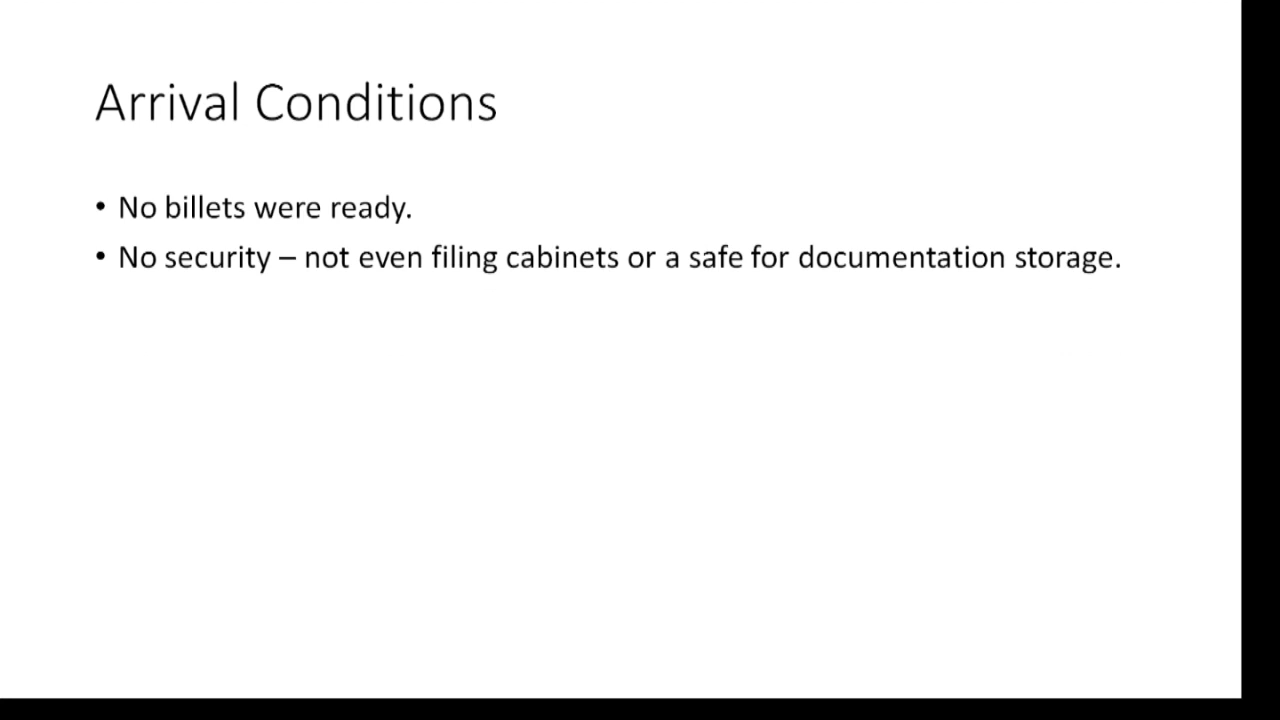 Arrival Conditions
• No billets were ready.
• No security – not even filing cabinets or a safe for documentation storage.